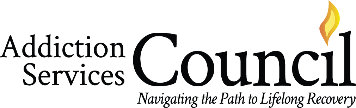 Addiction
Services
Council
Navigating the Path to Lifelong Recovery